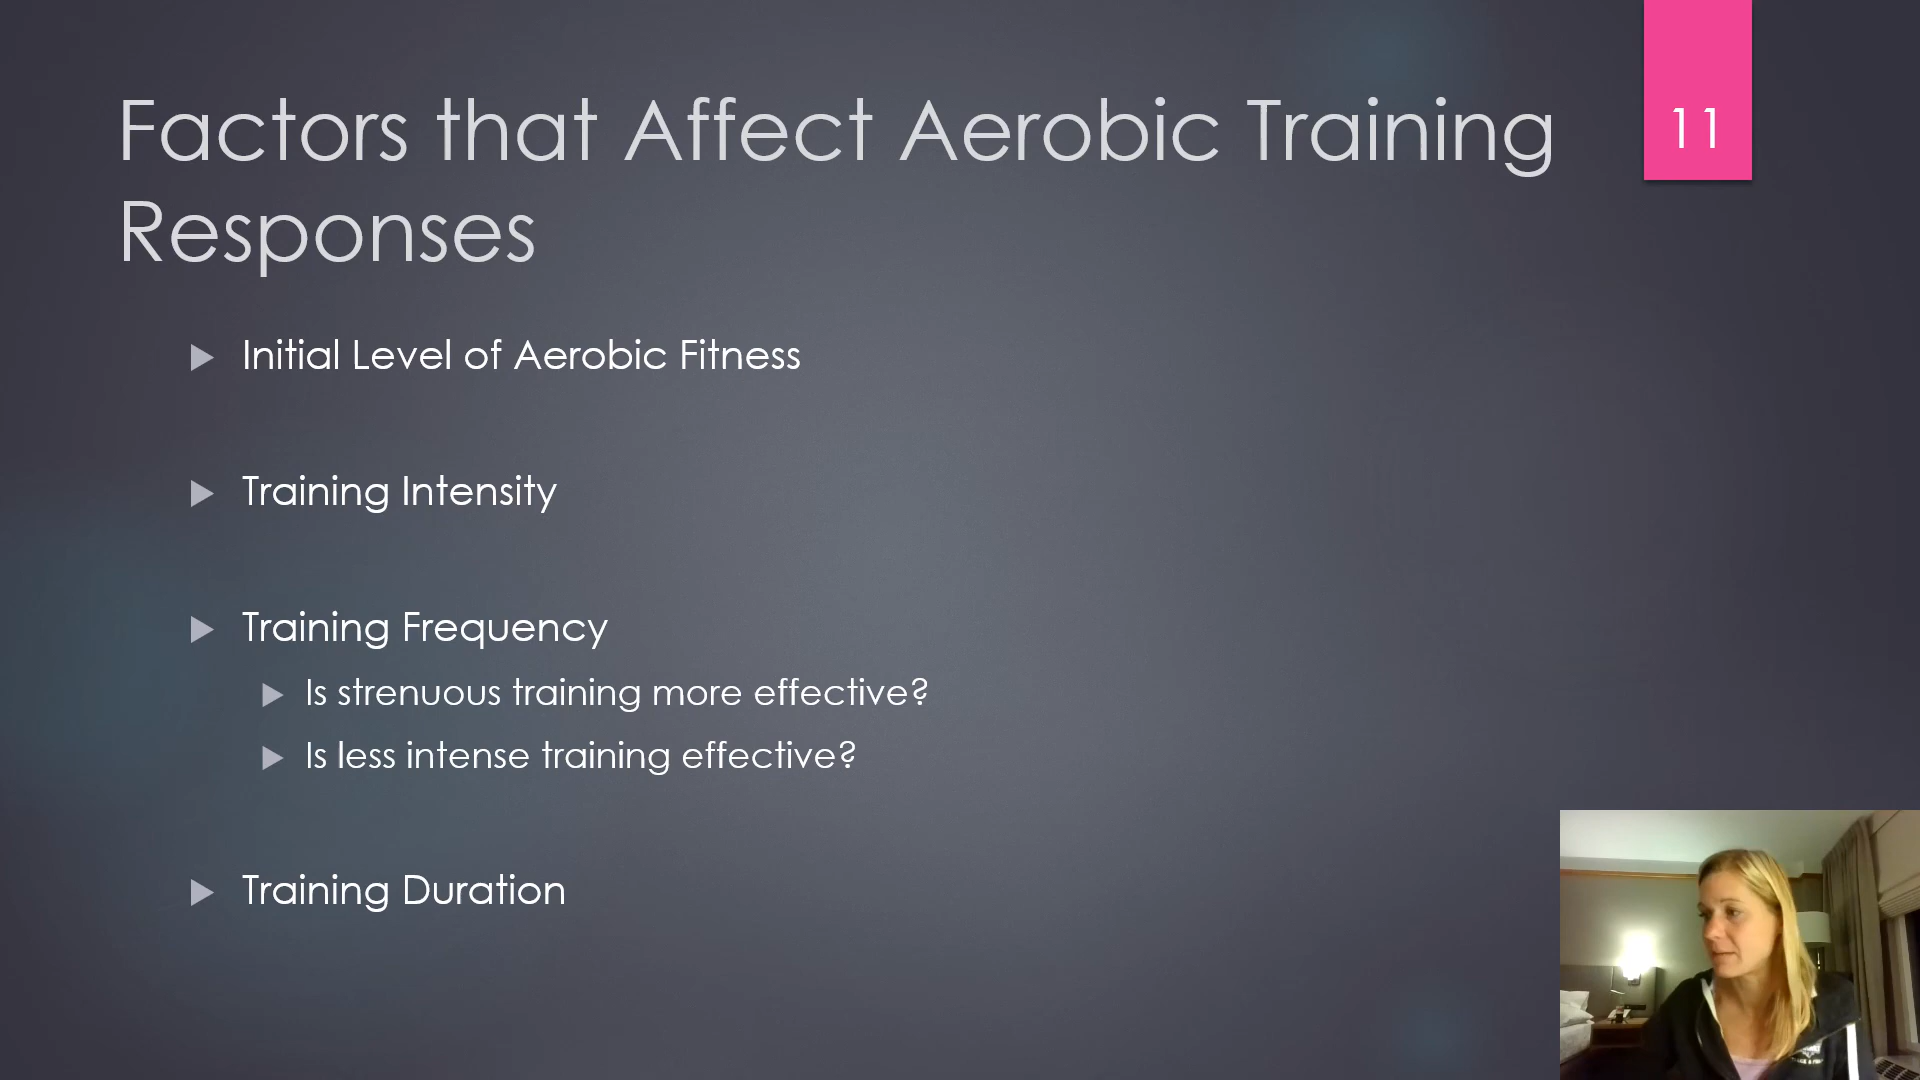 Factors that Affect Aerobic Training
Responses
11
Initial Level of Aerobic Fitness
Training Intensity
Training Frequency
Is strenuous training more effective?
Is less intense training effective?
Training Duration